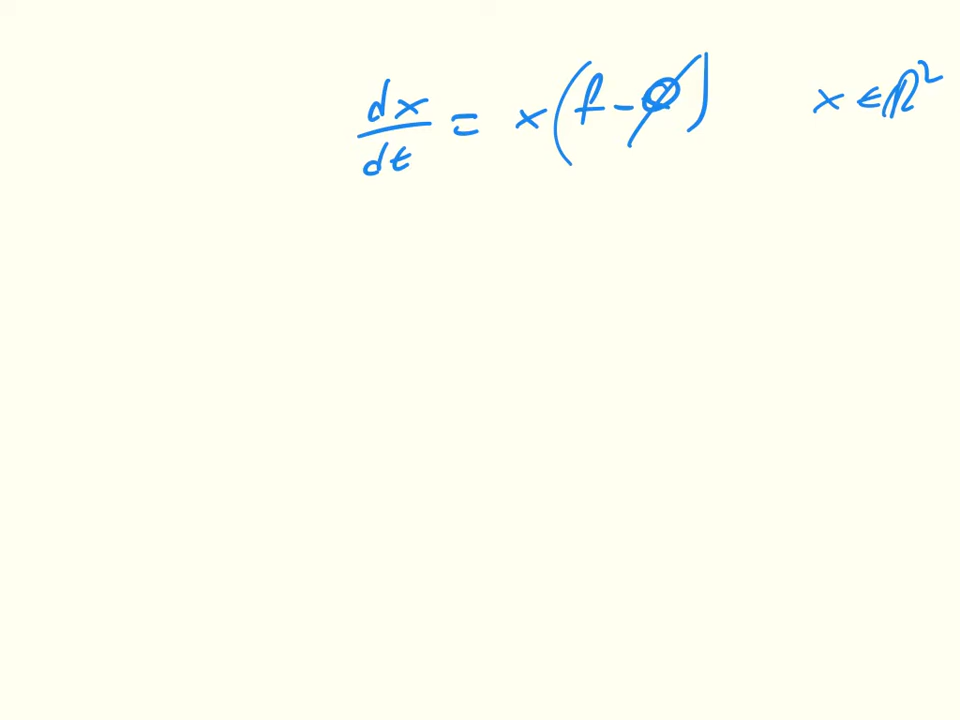 dx/dt = x(f - φ) x ∈ ℝ²